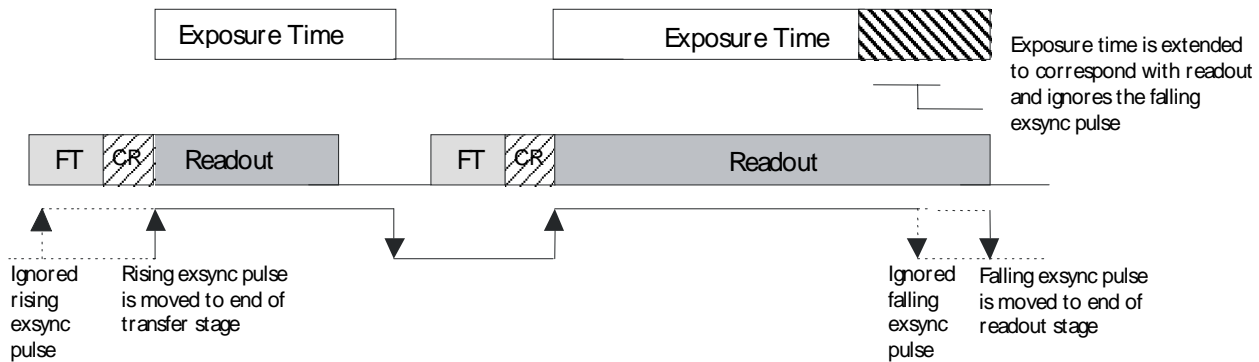 Exposure Time
Exposure Time
Exposure time is extended
to correspond with readout
and ignores the falling
exsync pulse
FT
CR
Readout
FT
CR
Readout
Ignored
rising
exsync
pulse
Rising exsync pulse
is moved to end of
transfer stage
Ignored
falling
exsync
pulse
Falling exsync pulse
is moved to end of
readout stage